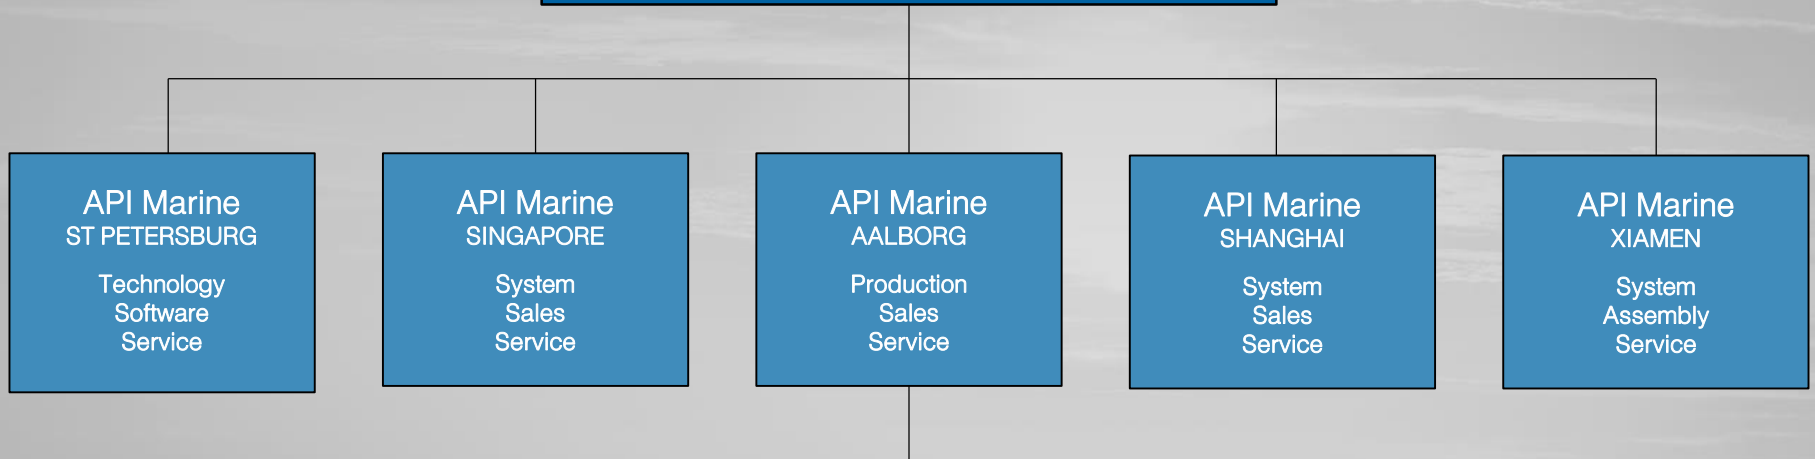 API Marine
ST PETERSBURG
Technology
Software
Service
API Marine
SINGAPORE
System
Sales
Service
API Marine
AALBORG
Production
Sales
Service
API Marine
SHANGHAI
System
Sales
Service
API Marine
XIAMEN
System
Assembly
Service